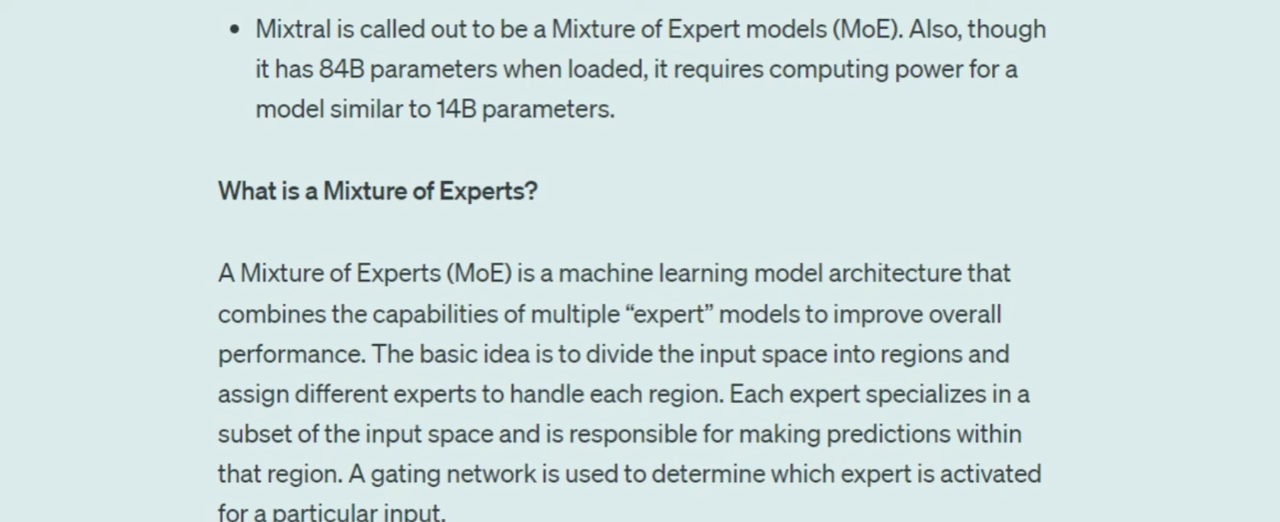 • Mixtral is called out to be a Mixture of Expert models (MoE). Also, though
it has 84B parameters when loaded, it requires computing power for a
model similar to 14B parameters.
What is a Mixture of Experts?
A Mixture of Experts (MoE) is a machine learning model architecture that
combines the capabilities of multiple “expert” models to improve overall
performance. The basic idea is to divide the input space into regions and
assign different experts to handle each region. Each expert specializes in a
subset of the input space and is responsible for making predictions within
that region. A gating network is used to determine which expert is activated
for a particular input.